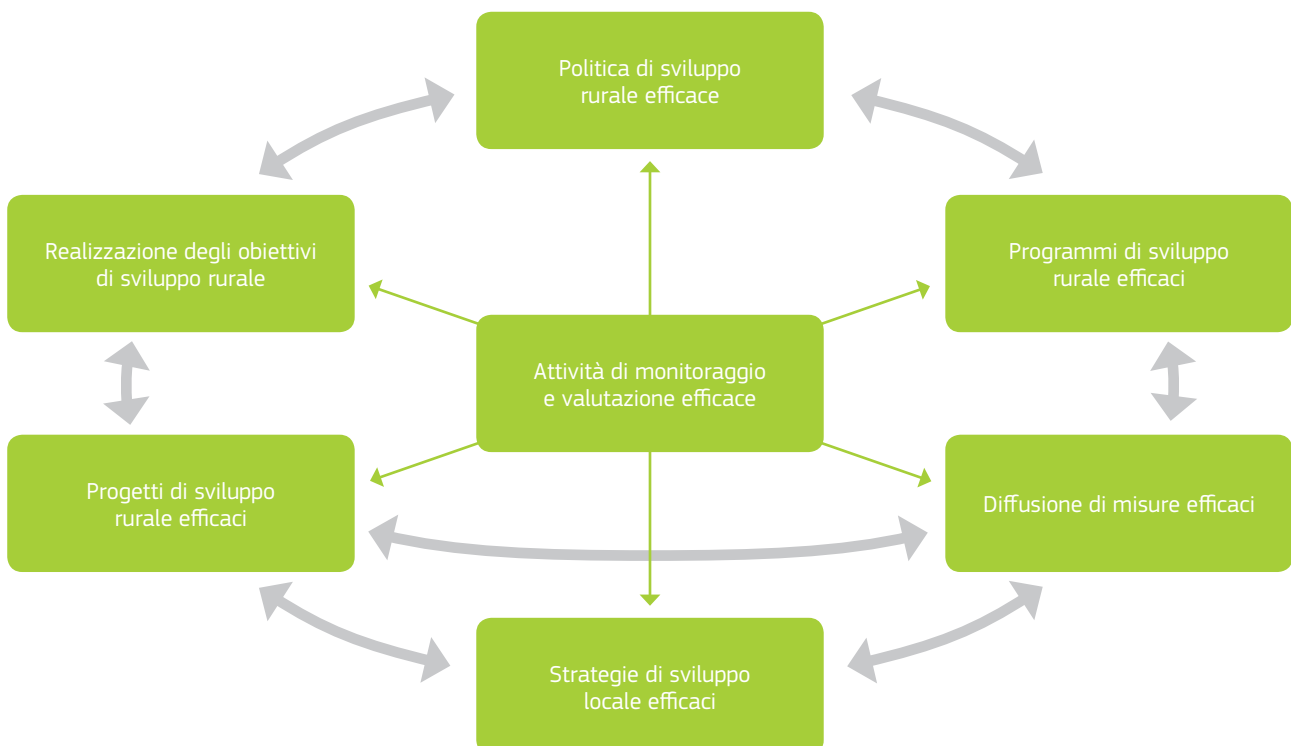 Politica di sviluppo
rurale efficace
Realizzazione degli obiettivi
di sviluppo rurale
Programmi di sviluppo
rurale efficaci
Attività di monitoraggio
e valutazione efficace
Progetti di sviluppo
rurale efficaci
Diffusione di misure efficaci
Strategie di sviluppo
locale efficaci